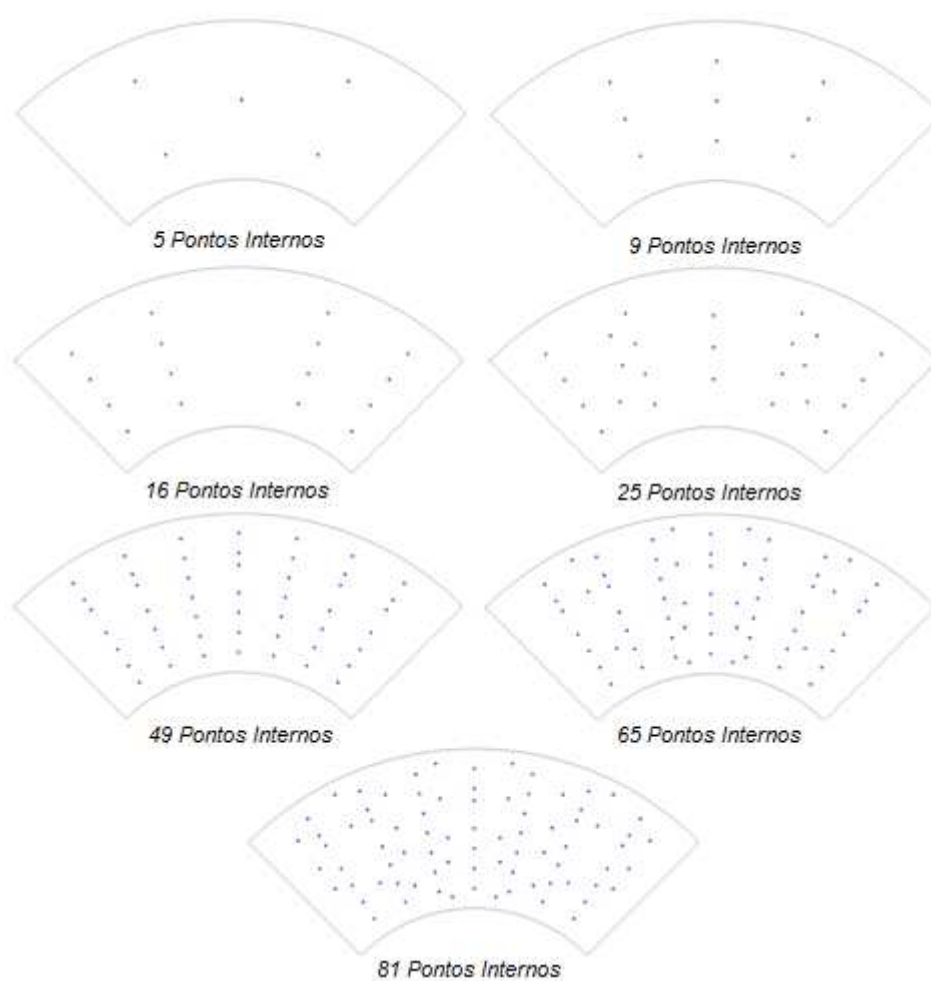 5 Pontos Internos
9 Pontos Internos
16 Pontos Internos
25 Pontos Internos
49 Pontos Internos
65 Pontos Internos
81 Pontos Internos